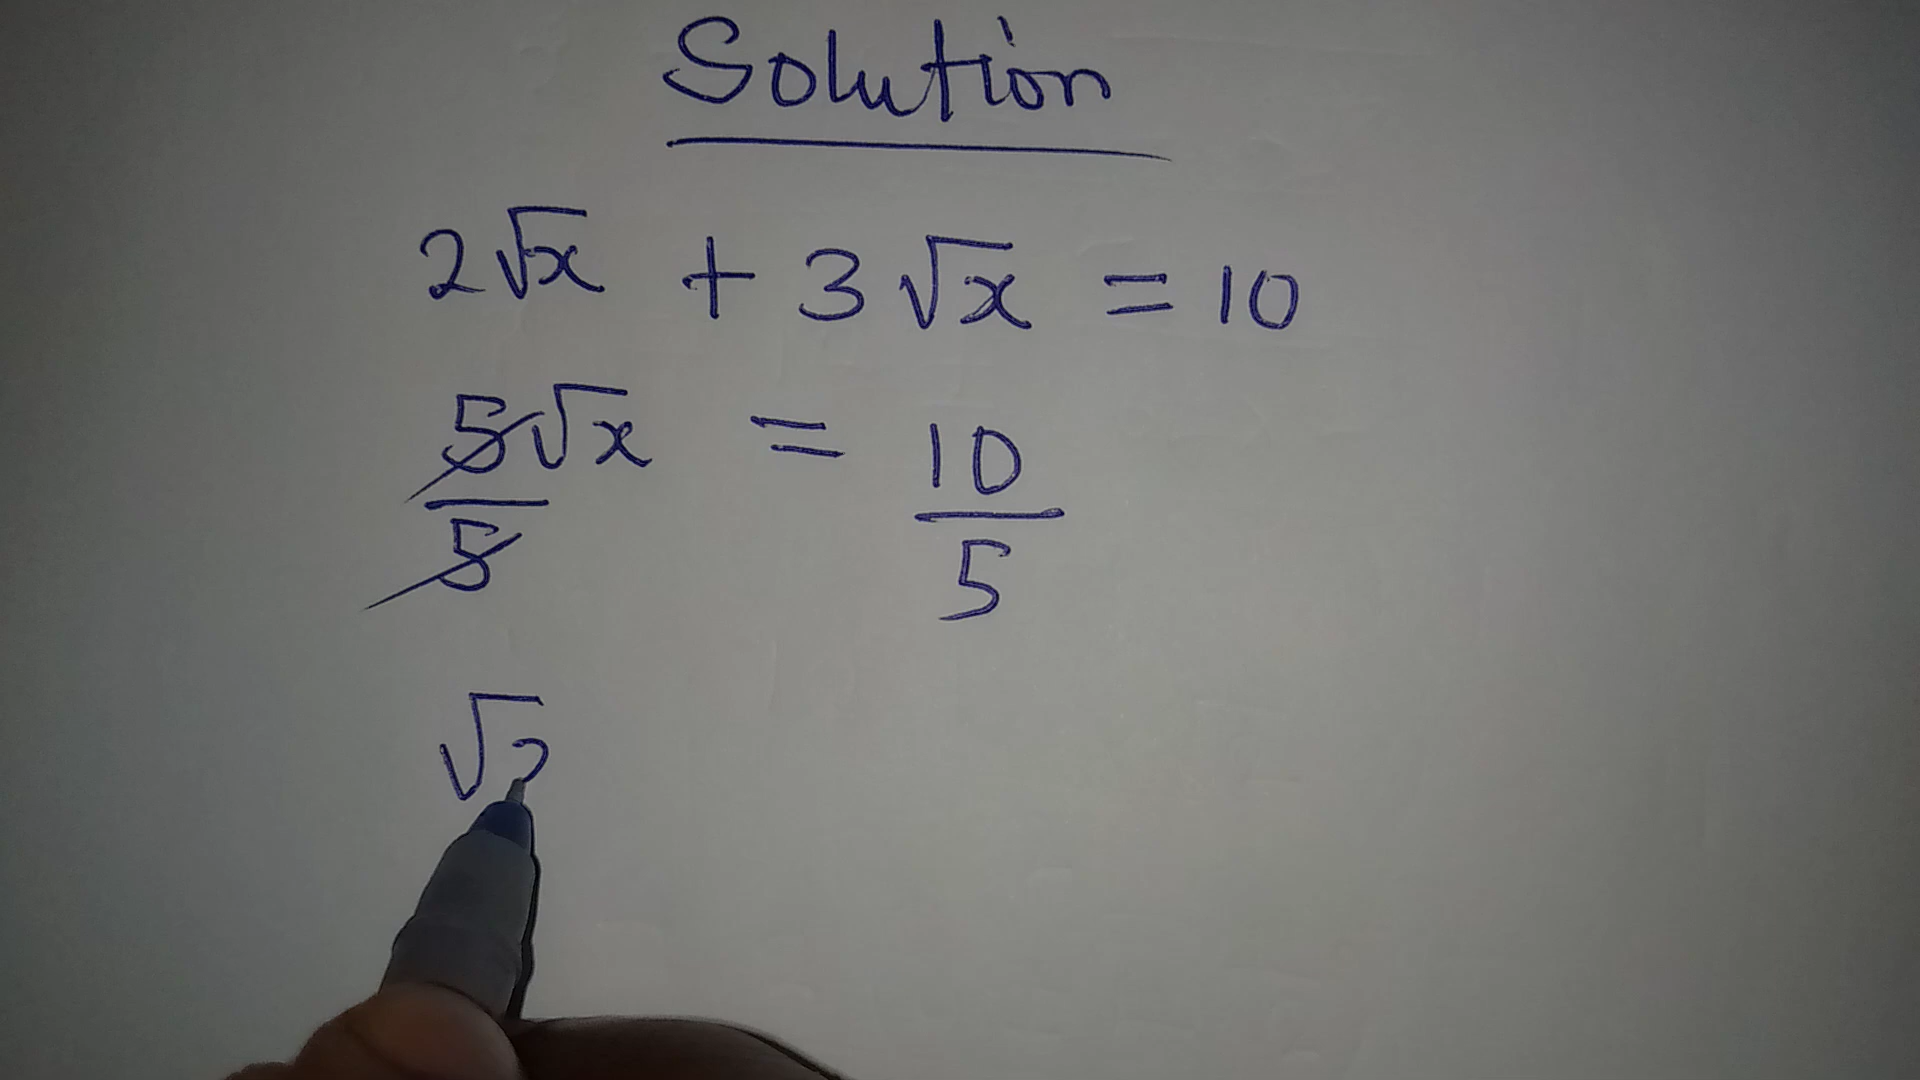 Solution
2√x + 3√x = 10
5√x/5 = 10/5
√